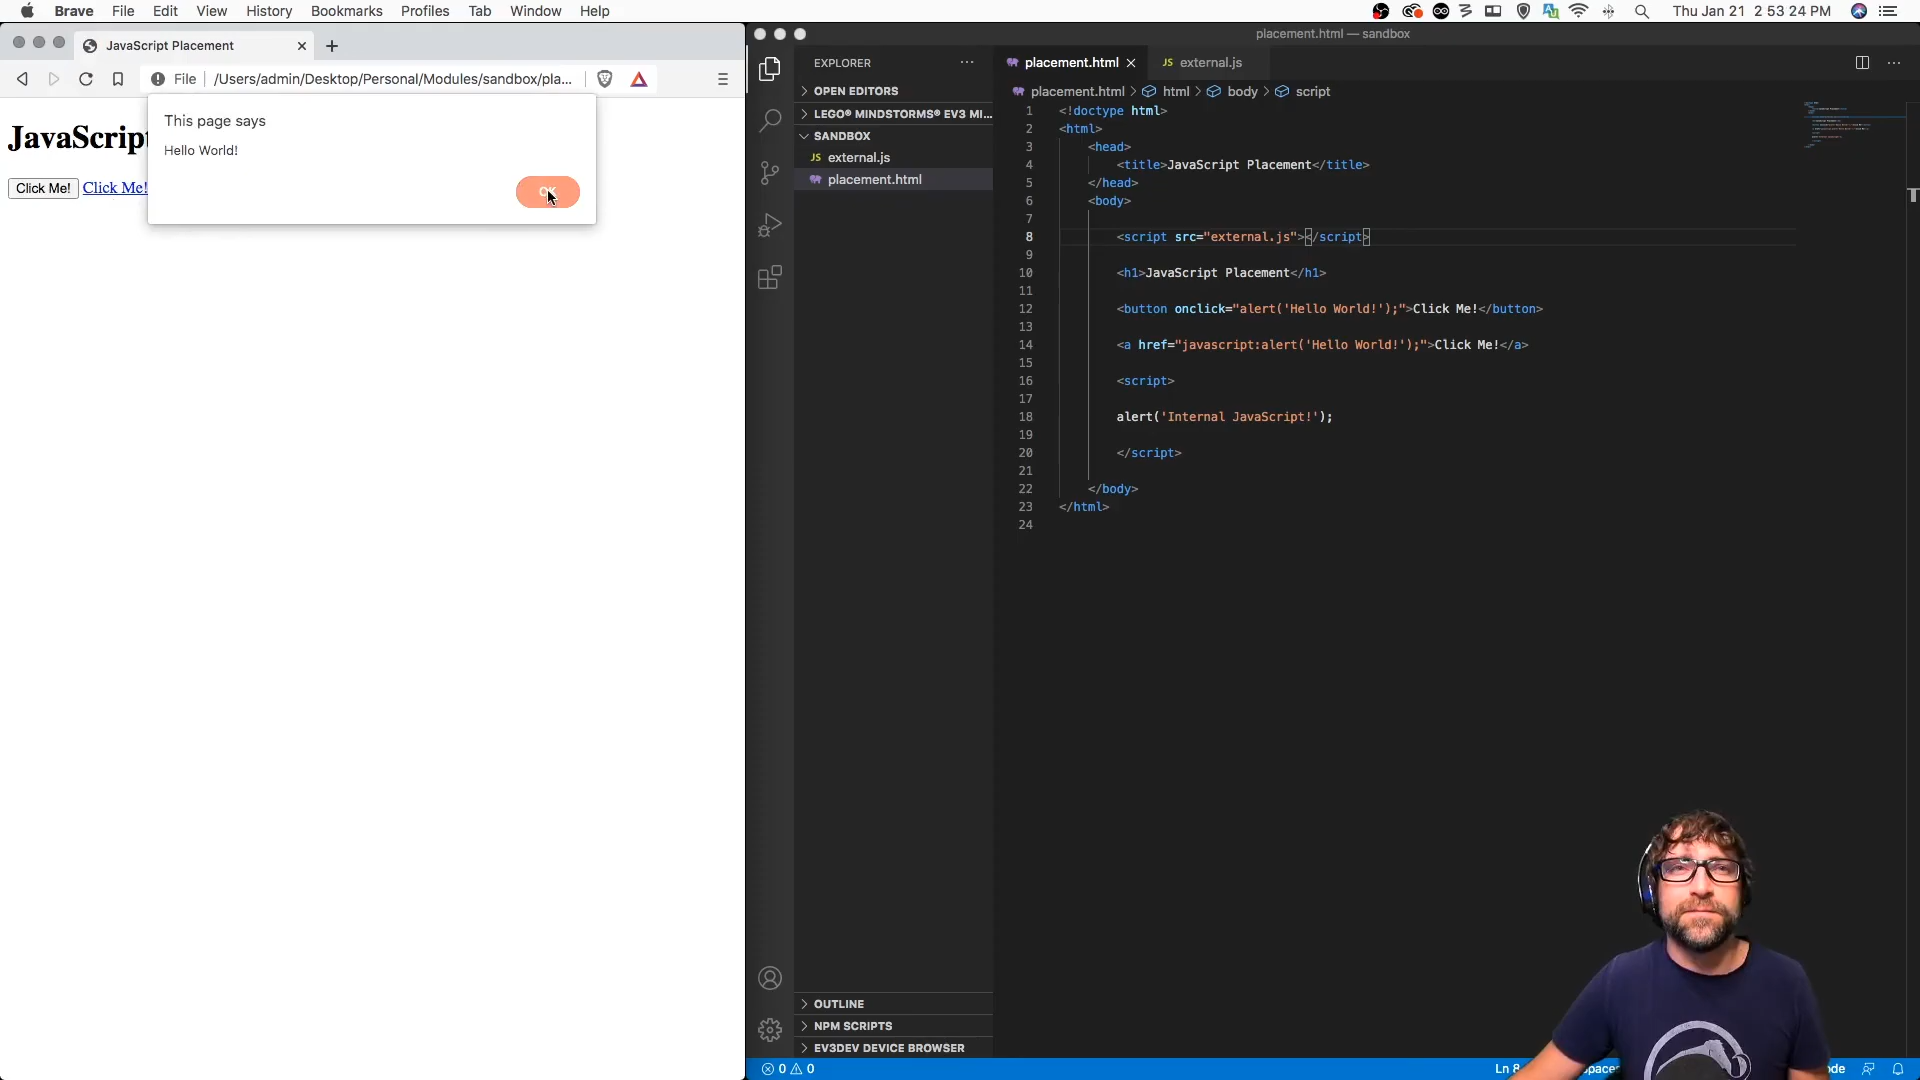 Brave File Edit View History Bookmarks Profiles Tab Window Help
Thu Jan 21 2 53 24 PM
JavaScript Placement
File /Users/admin/Desktop/Personal/Modules/sandbox/pla...
This page says
Hello World!
JavaScript
Click Me! Click Me!
placement.html — sandbox
EXPLORER
OPEN EDITORS
LEGO® MINDSTORMS® EV3 MI...
SANDBOX
JS external.js
placement.html
OUTLINE
NPM SCRIPTS
EV3DEV DEVICE BROWSER
placement.html JS external.js
placement.html > html > body > script
1 <!doctype html>
2 <html>
3 <head>
4 <title>JavaScript Placement</title>
5 </head>
6 <body>
7
8 <script src="external.js"></script>
9
10 <h1>JavaScript Placement</h1>
11
12 <button onclick="alert('Hello World!');">Click Me!</button>
13
14 <a href="javascript:alert('Hello World!');">Click Me!</a>
15
16 <script>
17
18 alert('Internal JavaScript!');
19
20 </script>
21
22 </body>
23 </html>
24
0 0
Ln 8